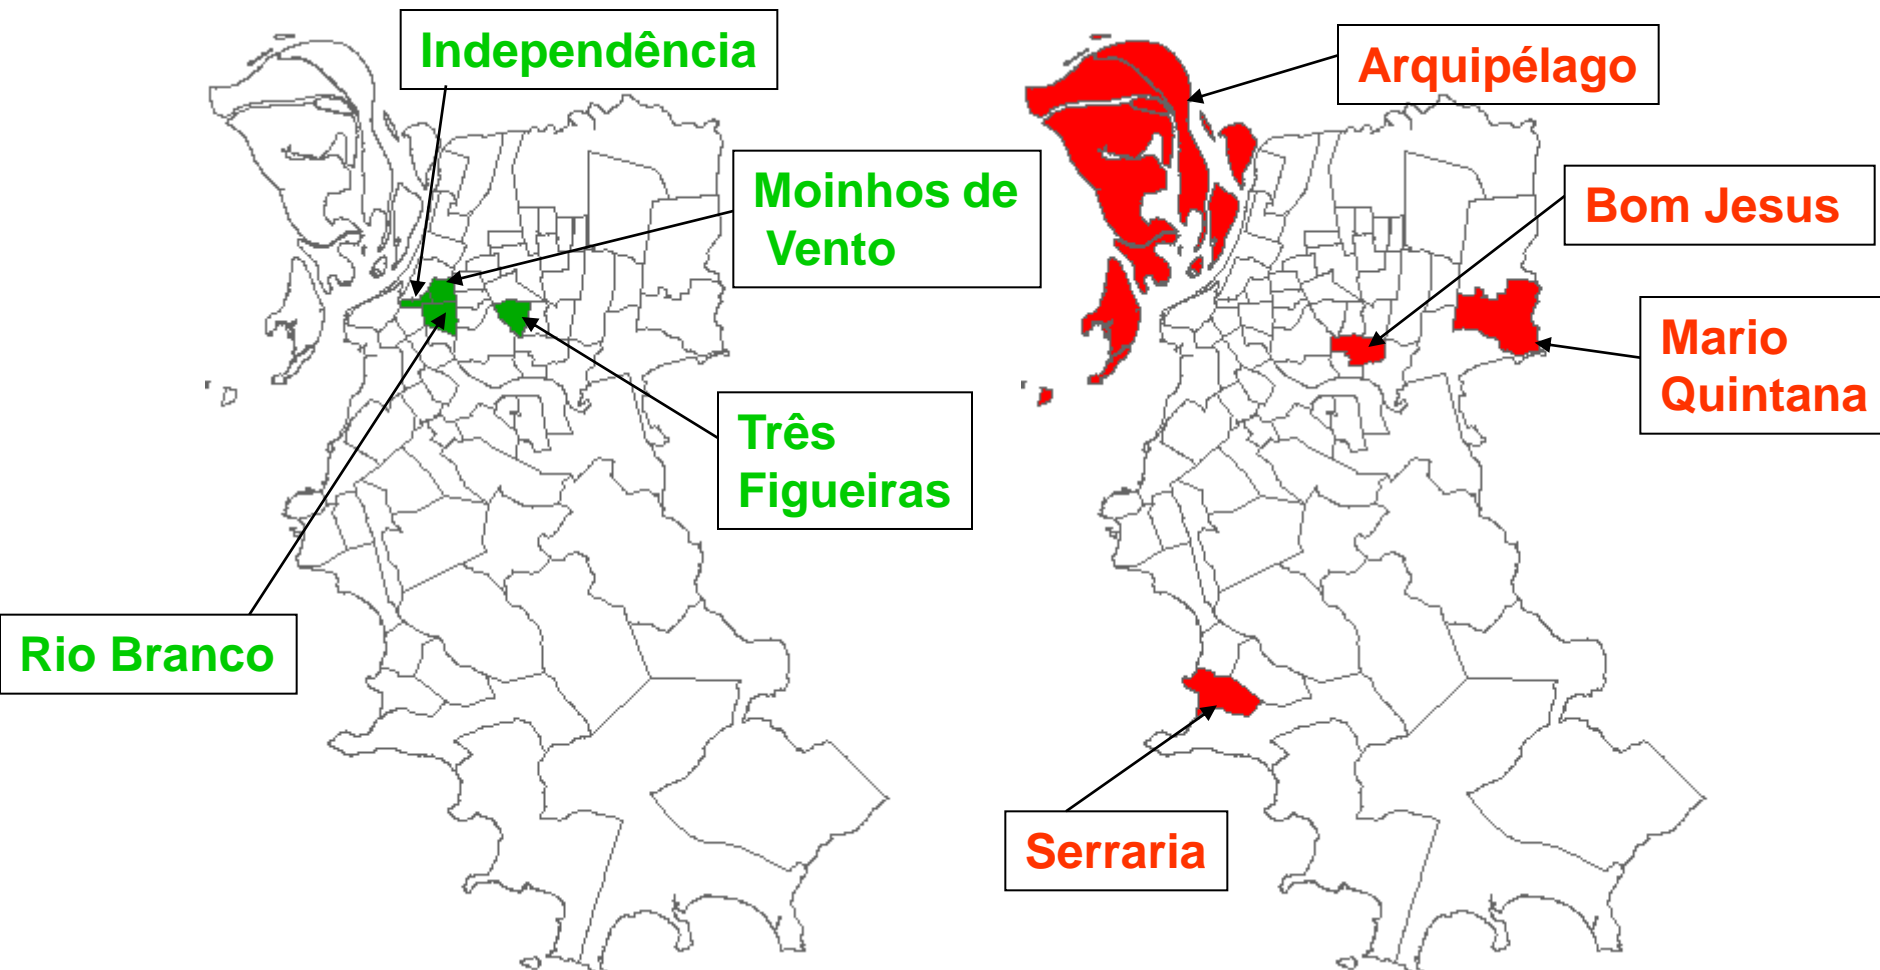 Independência
Moinhos de
Vento
Três
Figueiras
Rio Branco
Arquipélago
Bom Jesus
Mario
Quintana
Serraria